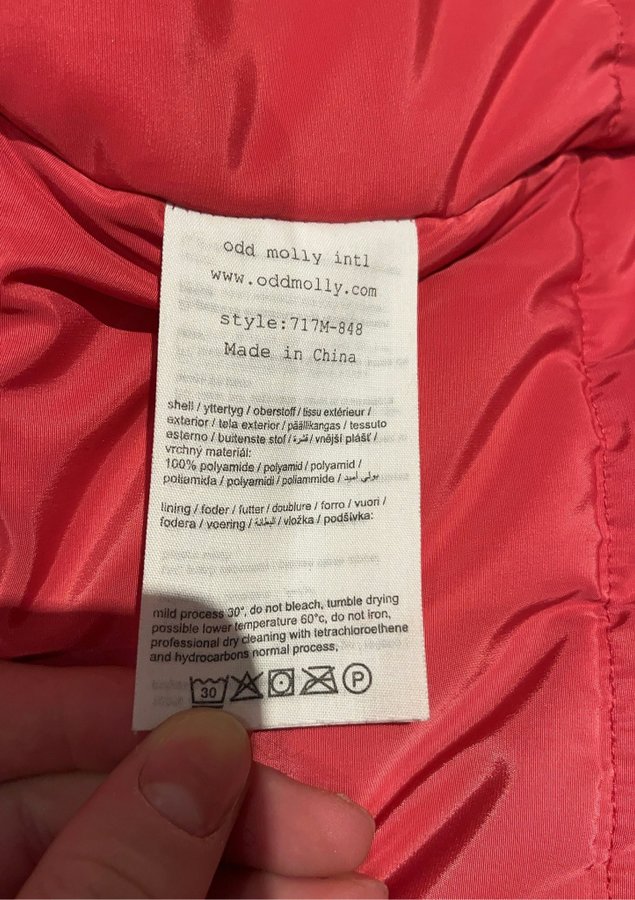 odd molly intl
www.oddmolly.com
style:717M-848
Made in China
shell / yttertyg / oberstoff / tissu extérieur /
exterior / tela exterior / päällikangas / tessuto
esterno / buitenste stof / قشرة / vnější plášť /
vrchný materiál:
100% polyamide / polyamid / polyamid /
poliamida / polyamidi / poliammide / بولي أميد
lining / foder / futter / doublure / forro / vuori /
fodera / voering / البطانة / vložka / podšívka:
mild process 30°, do not bleach, tumble drying
possible lower temperature 60°c, do not iron,
professional dry cleaning with tetrachloroethene
and hydrocarbons normal process.
30 P